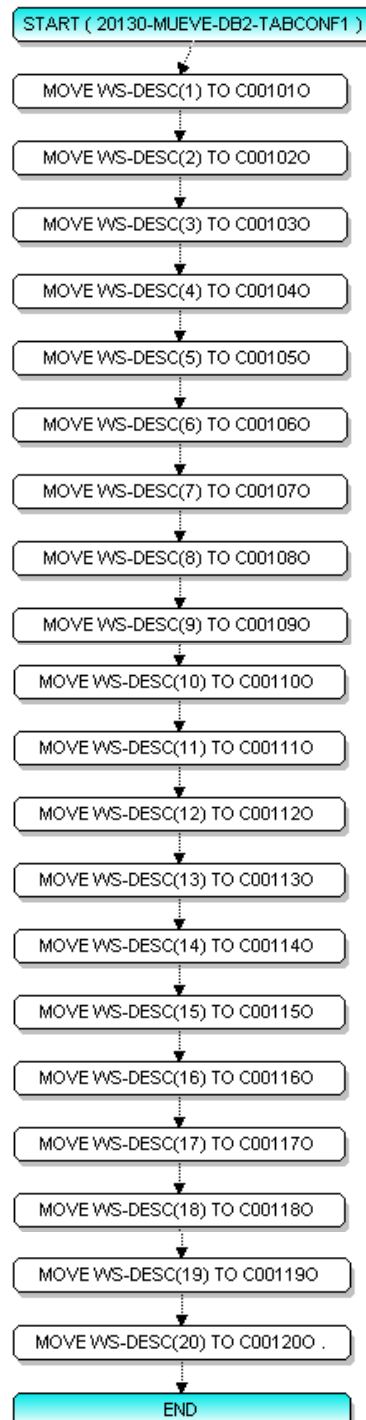 START ( 20130-MUEVE-DB2-TABCONF1 )
MOVE WS-DESC(1) TO C00101O
MOVE WS-DESC(2) TO C00102O
MOVE WS-DESC(3) TO C00103O
MOVE WS-DESC(4) TO C00104O
MOVE WS-DESC(5) TO C00105O
MOVE WS-DESC(6) TO C00106O
MOVE WS-DESC(7) TO C00107O
MOVE WS-DESC(8) TO C00108O
MOVE WS-DESC(9) TO C00109O
MOVE WS-DESC(10) TO C00110O
MOVE WS-DESC(11) TO C00111O
MOVE WS-DESC(12) TO C00112O
MOVE WS-DESC(13) TO C00113O
MOVE WS-DESC(14) TO C00114O
MOVE WS-DESC(15) TO C00115O
MOVE WS-DESC(16) TO C00116O
MOVE WS-DESC(17) TO C00117O
MOVE WS-DESC(18) TO C00118O
MOVE WS-DESC(19) TO C00119O
MOVE WS-DESC(20) TO C00120O .
END